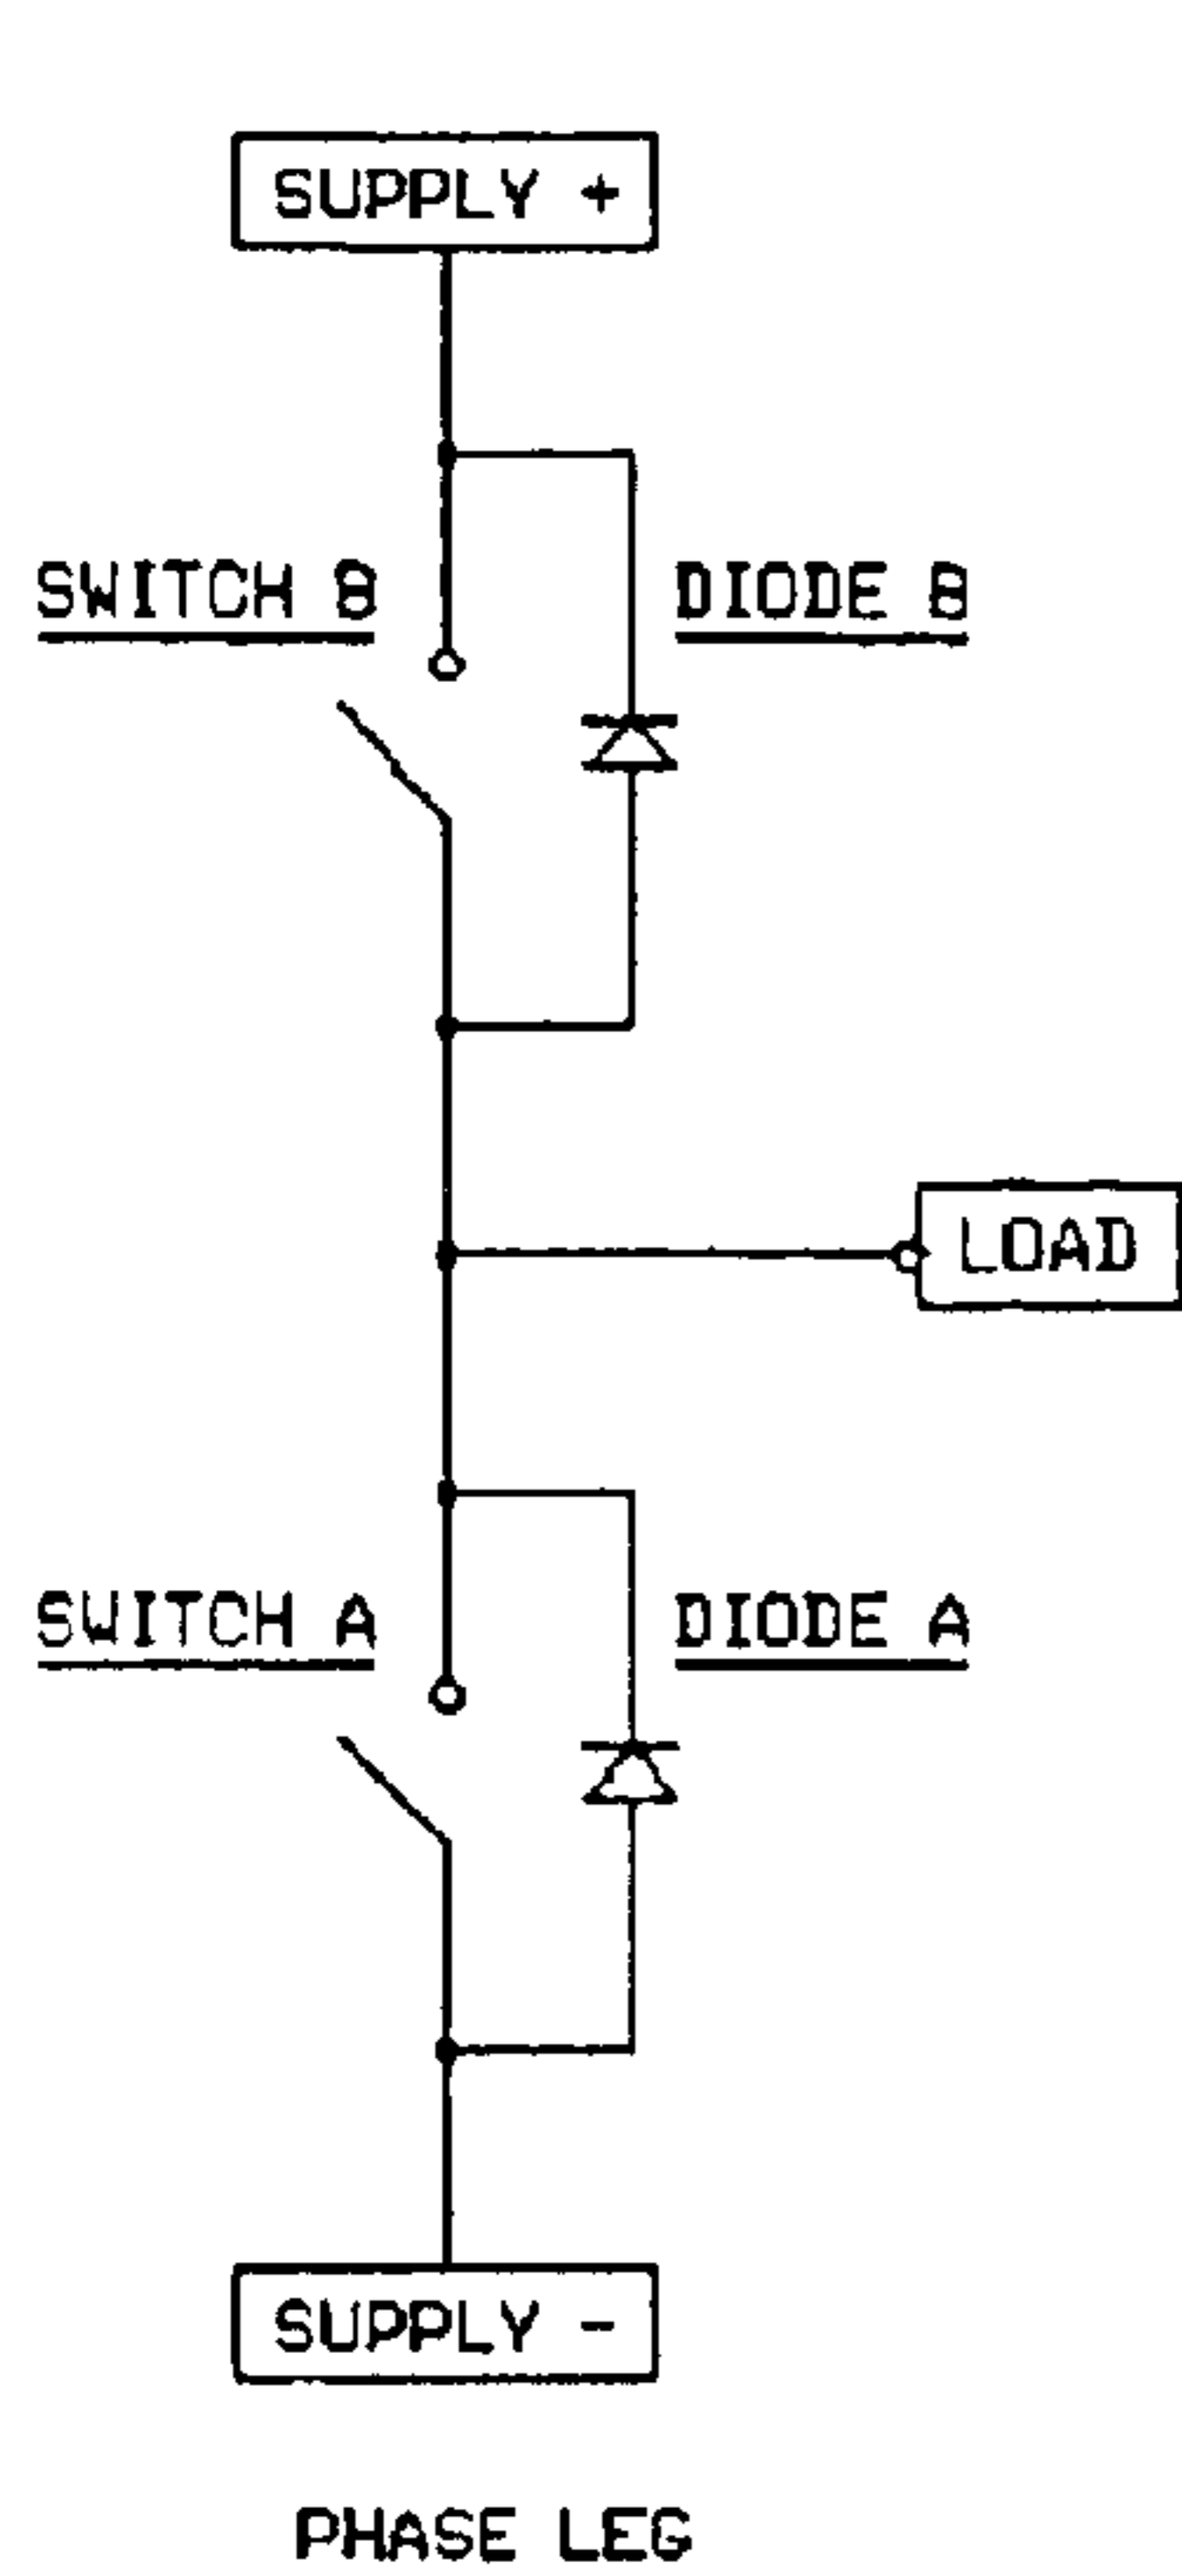 SUPPLY +
SWITCH B
DIODE B
LOAD
SWITCH A
DIODE A
SUPPLY -
PHASE LEG